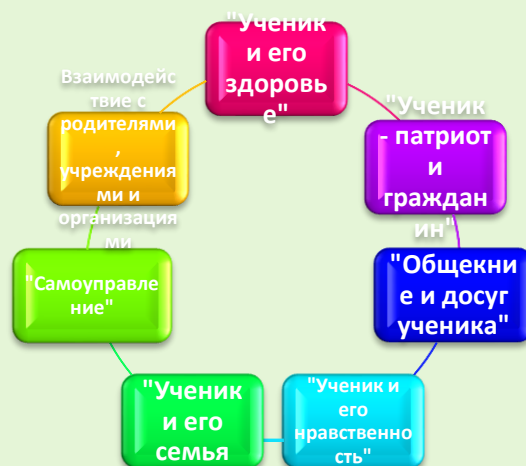 "Ученик
и его
здоровь
е"
"Ученик
- патриот
и
граждан
ин"
"Общекние
и досуг
ученика"
"Ученик и
его
нравственно
сть"
"Ученик
и его
семья
"Самоуправле
ние"
Взаимодейс
твие с
родителями
,
учреждения
ми и
организация
ми